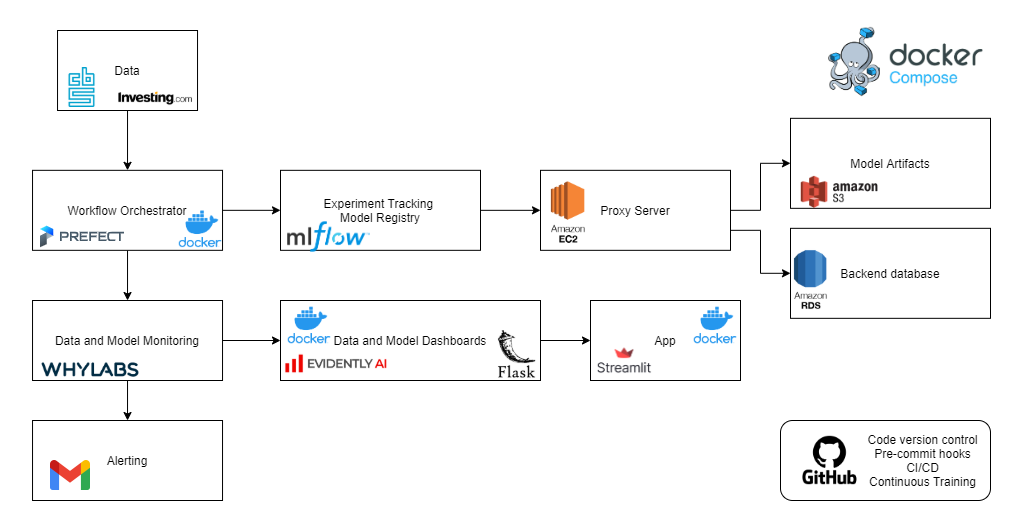 docker
Compose
Data
cbs
Investing.com
Model Artifacts
amazon
S3
Workflow Orchestrator
PREFECT
docker
Experiment Tracking
Model Registry
mlflow™
Proxy Server
Amazon
EC2
Backend database
Amazon
RDS
Data and Model Monitoring
WHYLABS
docker
Data and Model Dashboards
EVIDENTLY AI
Flask
App
docker
Streamlit
Alerting
GitHub
Code version control
Pre-commit hooks
CI/CD
Continuous Training